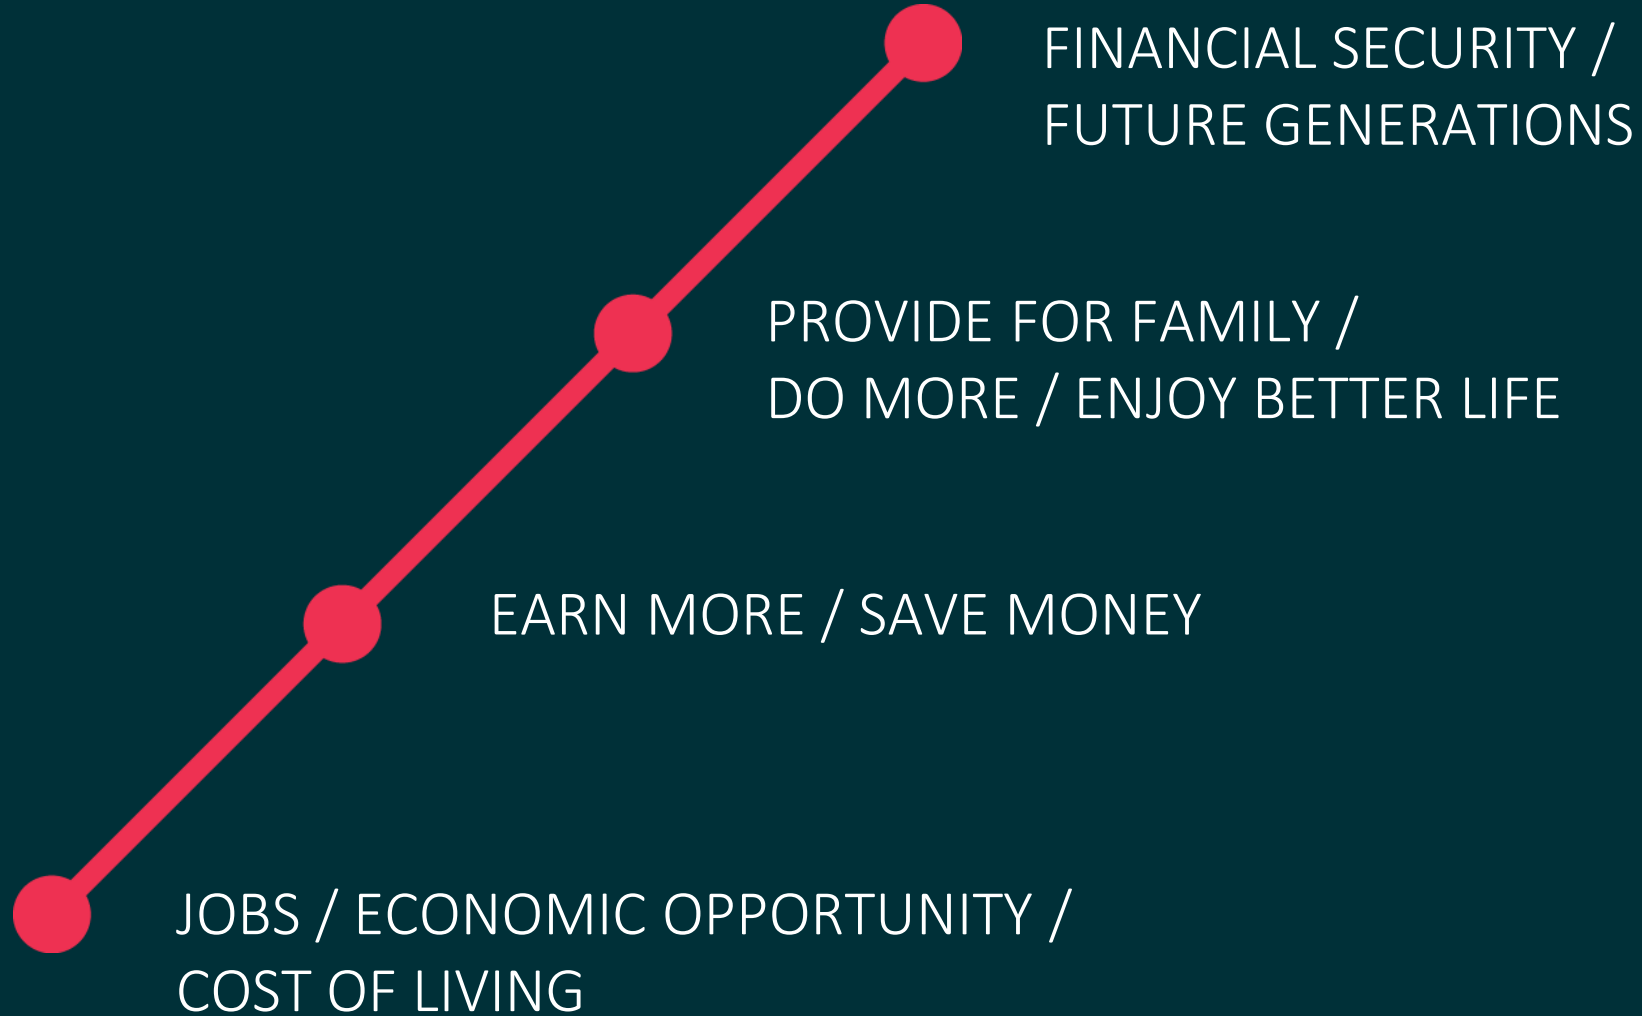 FINANCIAL SECURITY /
FUTURE GENERATIONS
PROVIDE FOR FAMILY /
DO MORE / ENJOY BETTER LIFE
EARN MORE / SAVE MONEY
JOBS / ECONOMIC OPPORTUNITY /
COST OF LIVING